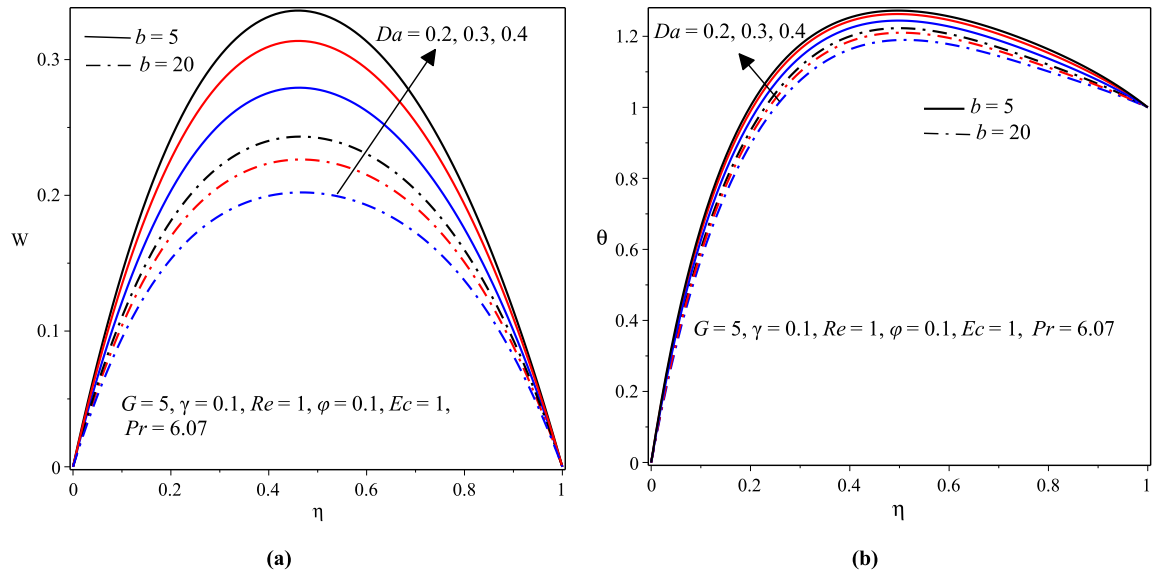 b = 5
b = 20
Da = 0.2, 0.3, 0.4
0.3
0.2
W
0.1
G = 5, γ = 0.1, Re = 1, φ = 0.1, Ec = 1,
Pr = 6.07
0
0 0.2 0.4 0.6 0.8 1
η
(a)
Da = 0.2, 0.3, 0.4
1.2
1
b = 5
b = 20
0.8
0.6
θ
0.4
G = 5, γ = 0.1, Re = 1, φ = 0.1, Ec = 1, Pr = 6.07
0.2
0
0 0.2 0.4 0.6 0.8 1
η
(b)